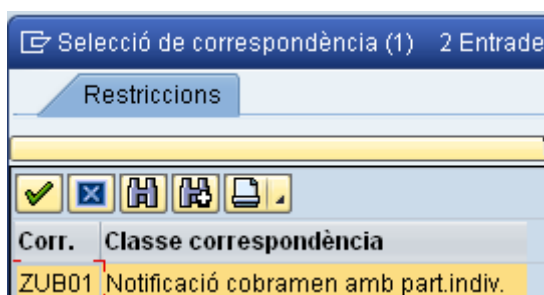 Selecció de correspondència (1) 2 Entrade
Restriccions
Corr. Classe correspondència
ZUB01 Notificació cobramen amb part.indiv.